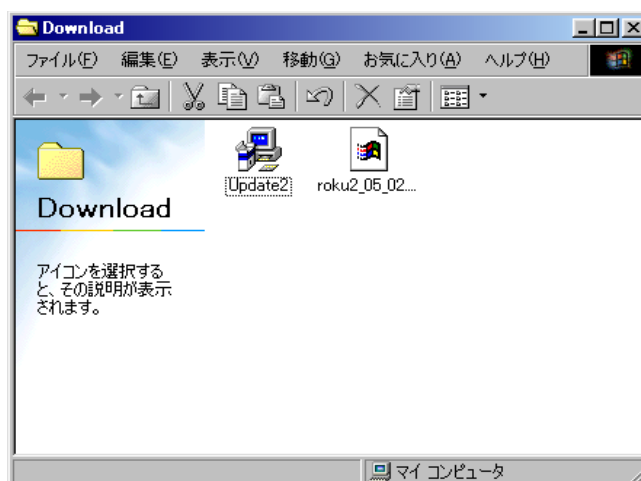 Download
ファイル(F) 編集(E) 表示(V) 移動(G) お気に入り(A) ヘルプ(H)
Update2 roku2_05_02....
Download
アイコンを選択する
と、その説明が表示
されます。
マイ コンピュータ